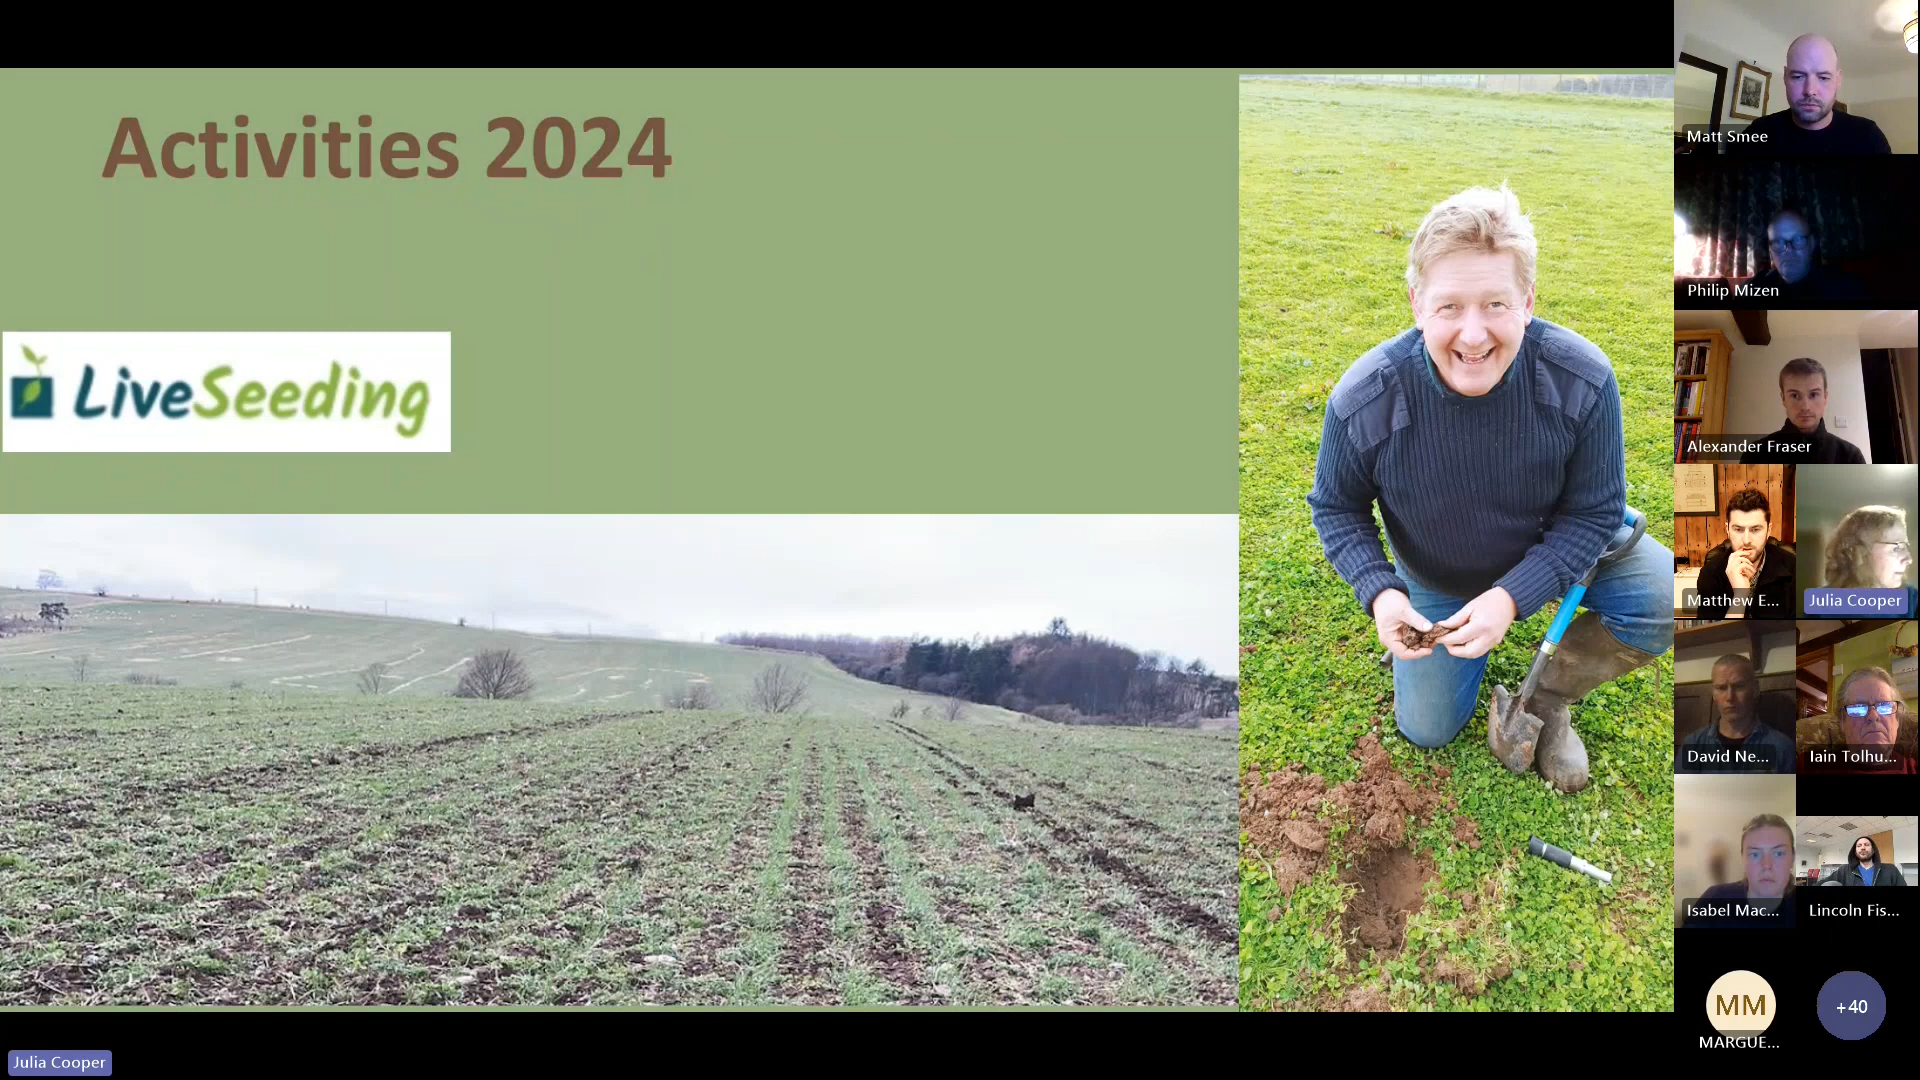 Activities 2024
LiveSeeding
Matt Smee
Philip Mizen
Alexander Fraser
Matthew E...
Julia Cooper
David Ne...
Iain Tolhu...
Isabel Mac...
Lincoln Fis...
MM
+40
MARGUE...
Julia Cooper